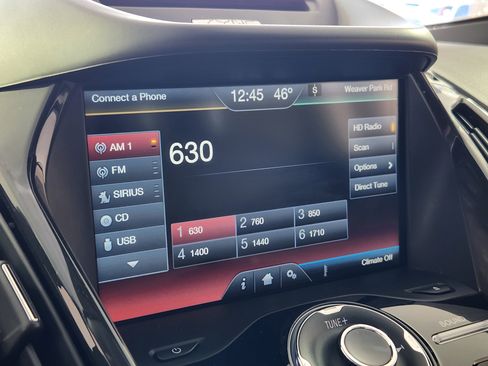 Connect a Phone 12:45 46° S Weaver Park Rd
AM 1
FM
SIRIUS
CD
USB
630
HD Radio
Scan
Options >
Direct Tune
1 630 2 760 3 850
4 1400 5 1440 6 1710
i
Climate Off
TUNE+
SOUND